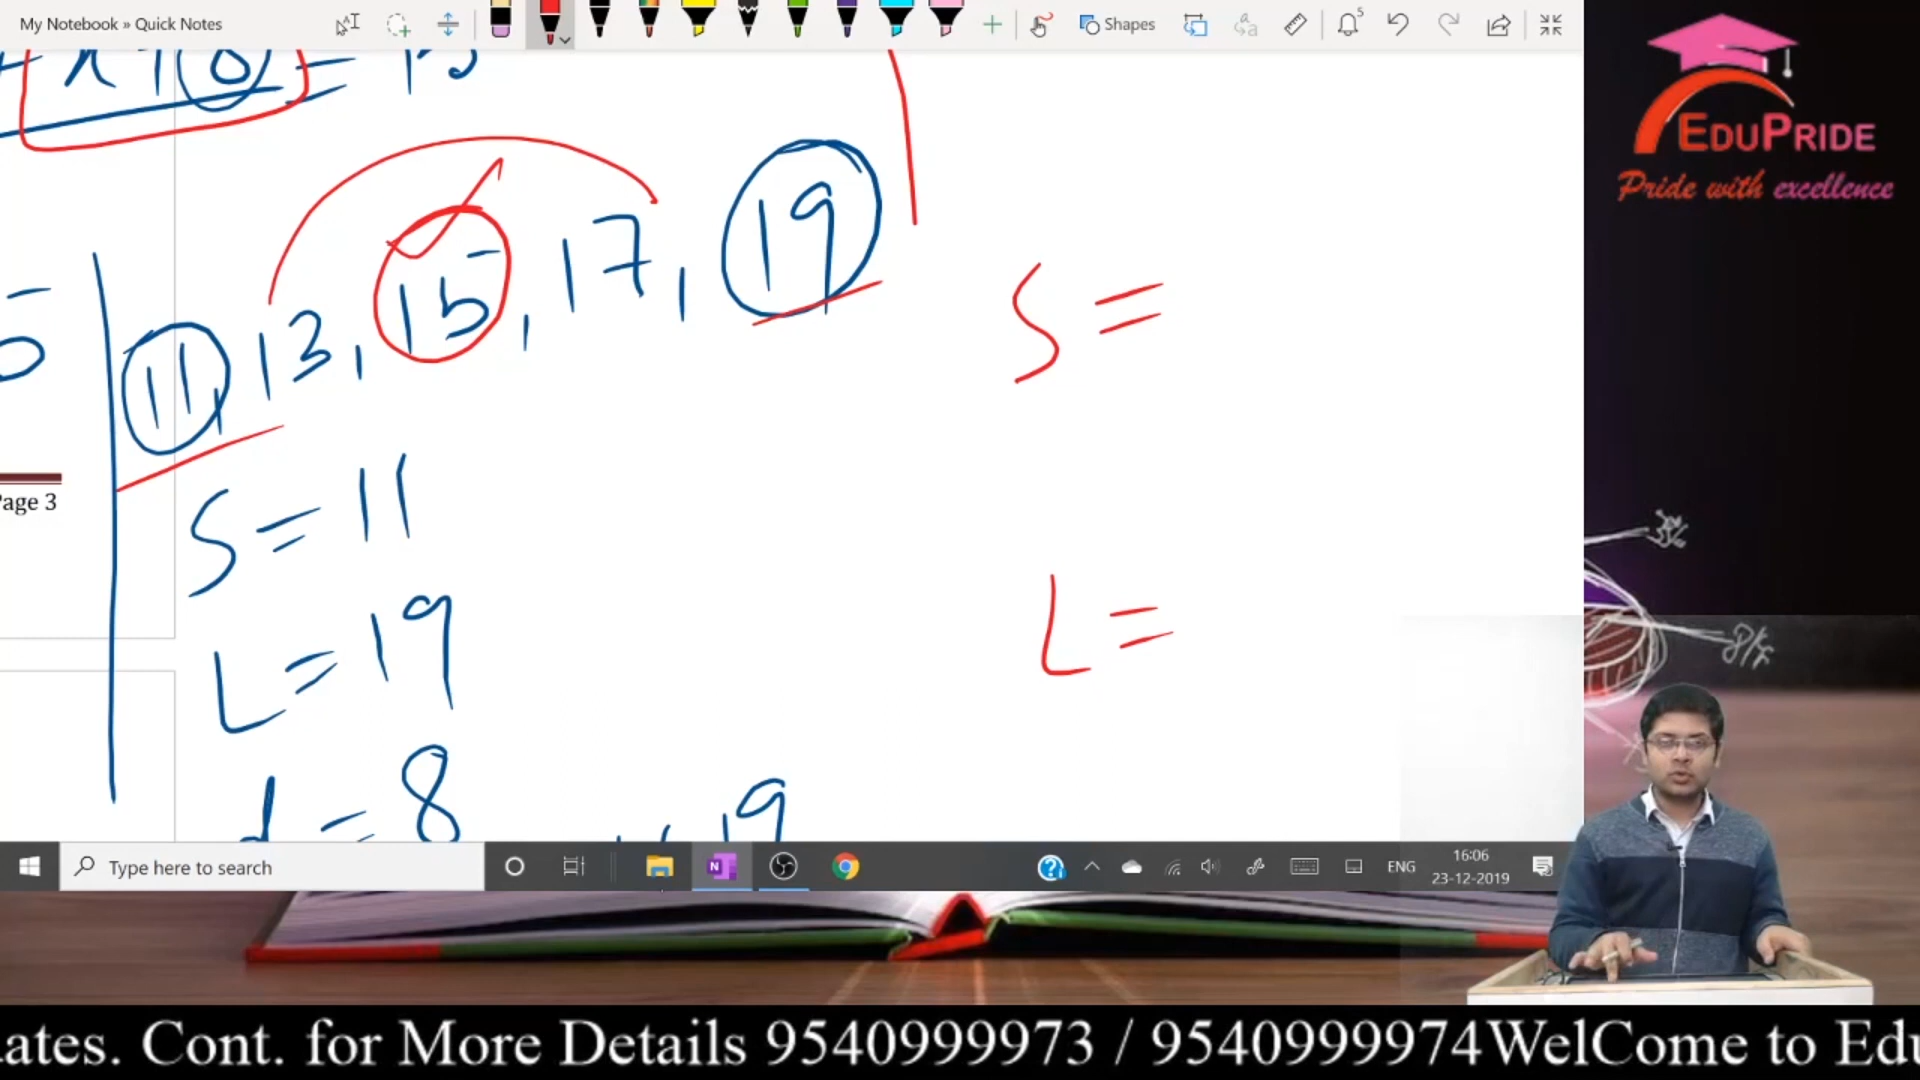 My Notebook » Quick Notes
Shapes
5
EDUPRIDE
Pride with excellence
11, 13, 15, 17, 19
S =
Page 3
S = 11
L = 19
L =
d = 8
19
Type here to search
ENG
16:06
23-12-2019
ates. Cont. for More Details 9540999973 / 9540999974WelCome to Edu